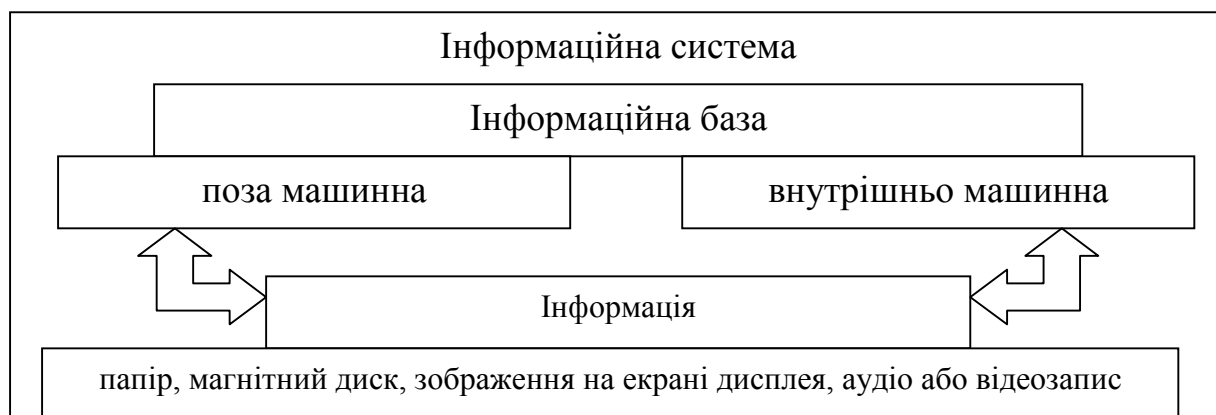 Інформаційна система
Інформаційна база
поза машинна
внутрішньо машинна
Інформація
папір, магнітний диск, зображення на екрані дисплея, аудіо або відеозапис